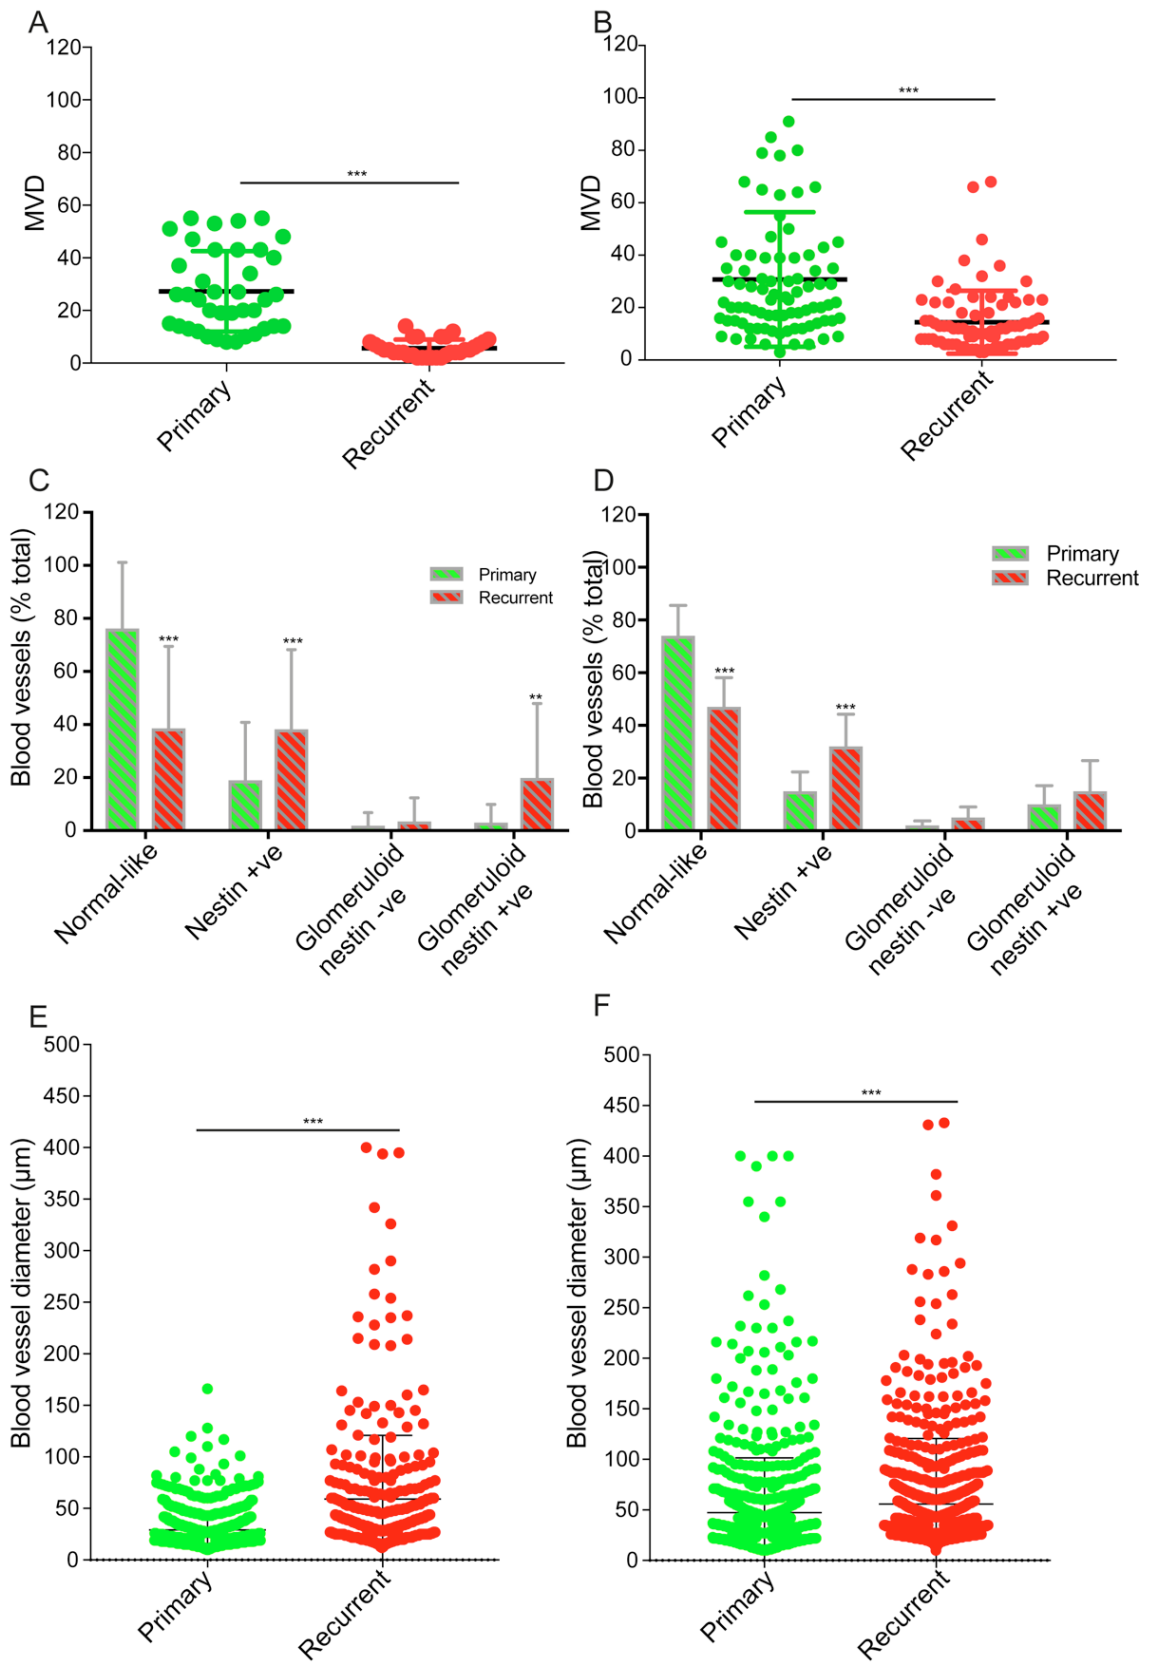 A
120
100
80
60
40
20
0
MVD
***
Primary
Recurrent
B
120
100
80
60
40
20
0
MVD
***
Primary
Recurrent
C
120
100
80
60
40
20
0
Blood vessels (% total)
Primary
Recurrent
***
***
**
Normal-like
Nestin +ve
Glomeruloid
nestin -ve
Glomeruloid
nestin +ve
D
120
100
80
60
40
20
0
Blood vessels (% total)
Primary
Recurrent
***
***
Normal-like
Nestin +ve
Glomeruloid
nestin -ve
Glomeruloid
nestin +ve
E
500
450
400
350
300
250
200
150
100
50
0
Blood vessel diameter (µm)
***
Primary
Recurrent
F
500
450
400
350
300
250
200
150
100
50
0
Blood vessel diameter (µm)
***
Primary
Recurrent